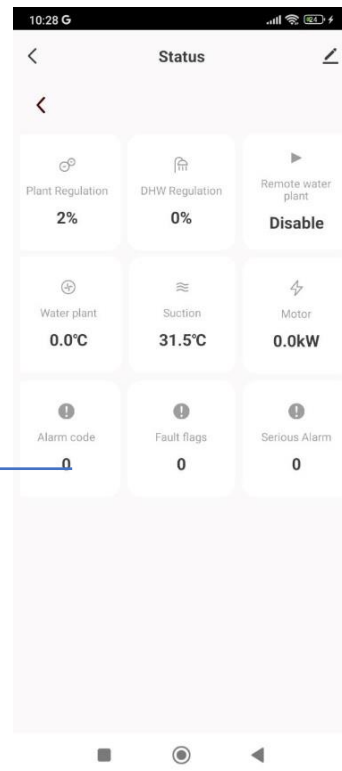 10:28 G
Status
Plant Regulation
2%
DHW Regulation
0%
Remote water
plant
Disable
Water plant
0.0°C
Suction
31.5°C
Motor
0.0kW
Alarm code
0
Fault flags
0
Serious Alarm
0